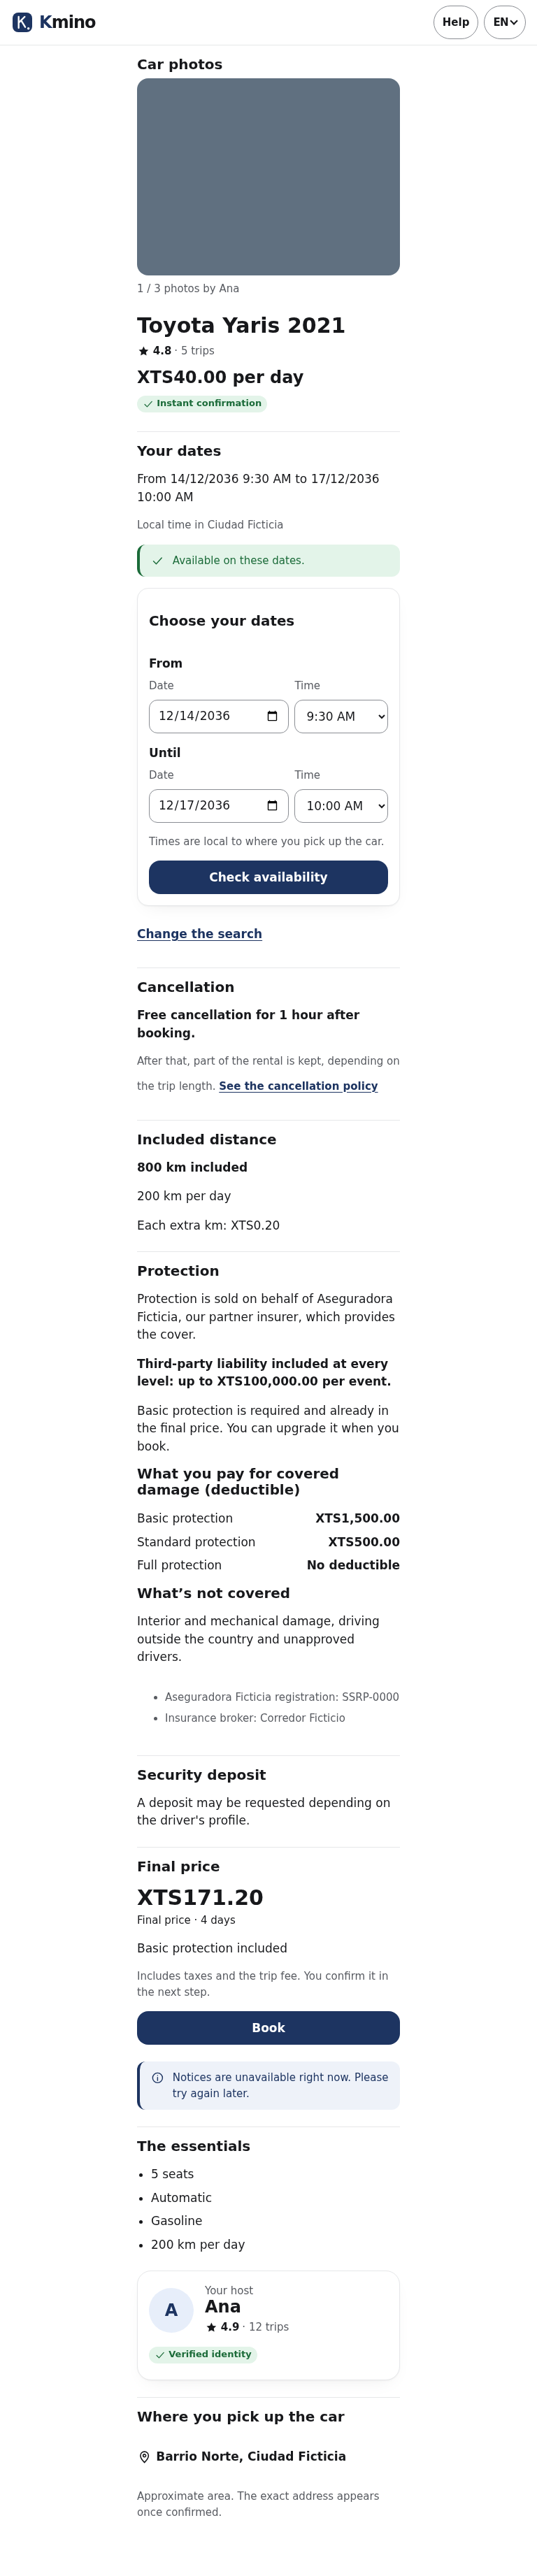 Kmino
Help
EN
Car photos
1 / 3 photos by Ana
Toyota Yaris 2021
4.8 · 5 trips
XTS40.00 per day
Instant confirmation
Your dates
From 14/12/2036 9:30 AM to 17/12/2036
10:00 AM
Local time in Ciudad Ficticia
Available on these dates.
Choose your dates
From
Date
Time
12/14/2036
9:30 AM
Until
Date
Time
12/17/2036
10:00 AM
Times are local to where you pick up the car.
Check availability
Change the search
Cancellation
Free cancellation for 1 hour after
booking.
After that, part of the rental is kept, depending on
the trip length. See the cancellation policy
Included distance
800 km included
200 km per day
Each extra km: XTS0.20
Protection
Protection is sold on behalf of Aseguradora
Ficticia, our partner insurer, which provides
the cover.
Third-party liability included at every
level: up to XTS100,000.00 per event.
Basic protection is required and already in
the final price. You can upgrade it when you
book.
What you pay for covered
damage (deductible)
Basic protection XTS1,500.00
Standard protection XTS500.00
Full protection No deductible
What’s not covered
Interior and mechanical damage, driving
outside the country and unapproved
drivers.
• Aseguradora Ficticia registration: SSRP-0000
• Insurance broker: Corredor Ficticio
Security deposit
A deposit may be requested depending on
the driver's profile.
Final price
XTS171.20
Final price · 4 days
Basic protection included
Includes taxes and the trip fee. You confirm it in
the next step.
Book
Notices are unavailable right now. Please
try again later.
The essentials
• 5 seats
• Automatic
• Gasoline
• 200 km per day
A
Your host
Ana
4.9 · 12 trips
Verified identity
Where you pick up the car
Barrio Norte, Ciudad Ficticia
Approximate area. The exact address appears
once confirmed.